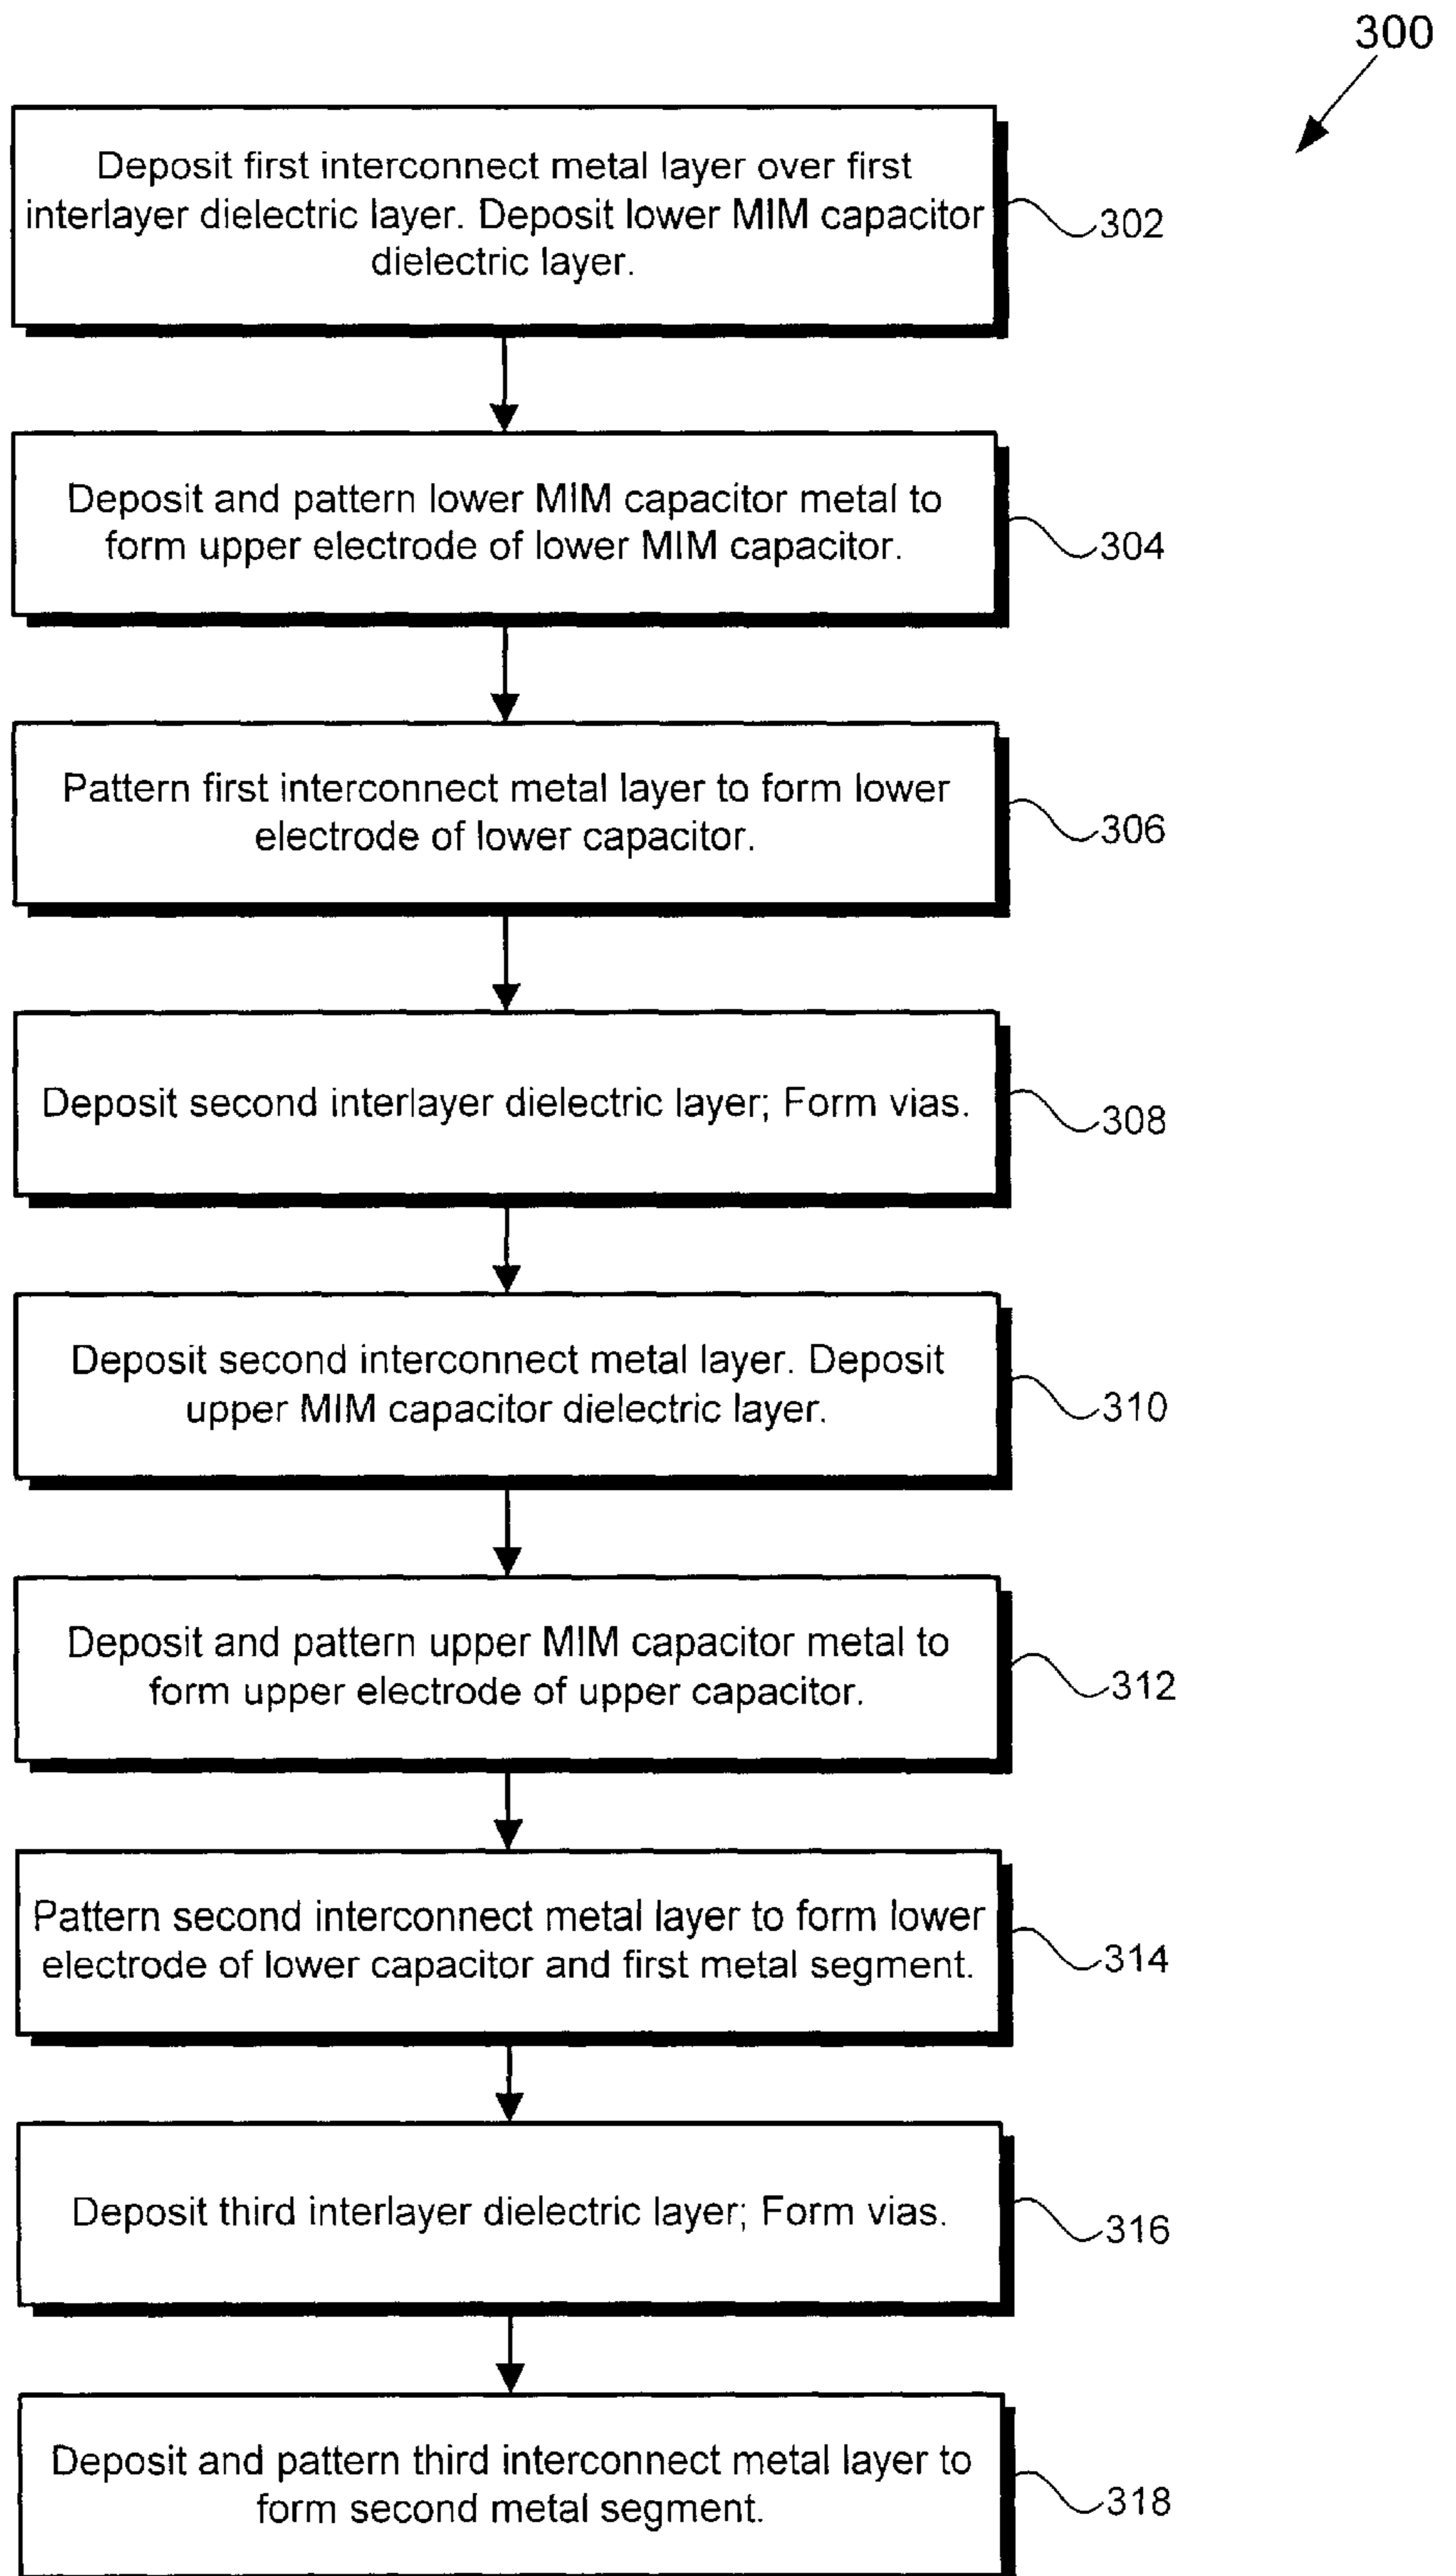 300
Deposit first interconnect metal layer over first
interlayer dielectric layer. Deposit lower MIM capacitor
dielectric layer.
302
Deposit and pattern lower MIM capacitor metal to
form upper electrode of lower MIM capacitor.
304
Pattern first interconnect metal layer to form lower
electrode of lower capacitor.
306
Deposit second interlayer dielectric layer; Form vias.
308
Deposit second interconnect metal layer. Deposit
upper MIM capacitor dielectric layer.
310
Deposit and pattern upper MIM capacitor metal to
form upper electrode of upper capacitor.
312
Pattern second interconnect metal layer to form lower
electrode of lower capacitor and first metal segment.
314
Deposit third interlayer dielectric layer; Form vias.
316
Deposit and pattern third interconnect metal layer to
form second metal segment.
318